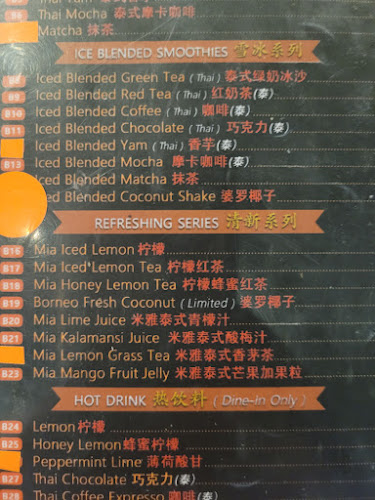 Thai Mocha 泰式摩卡咖啡
Matcha 抹茶
ICE BLENDED SMOOTHIES 雪冰系列
B8 Iced Blended Green Tea (Thai) 泰式绿奶冰沙
B9 Iced Blended Red Tea (Thai) 红奶茶(泰)
B10 Iced Blended Coffee (Thai) 咖啡(泰)
B11 Iced Blended Chocolate (Thai) 巧克力(泰)
Iced Blended Yam (Thai) 香芋(泰)
B13 Iced Blended Mocha 摩卡咖啡(泰)
Iced Blended Matcha 抹茶
Blended Coconut Shake 婆罗椰子
REFRESHING SERIES 清新系列
B16 Mia Iced Lemon 柠檬
B17 Mia Iced Lemon Tea 柠檬红茶
B18 Mia Honey Lemon Tea 柠檬蜂蜜红茶
B19 Borneo Fresh Coconut (Limited) 婆罗椰子
B20 Mia Lime Juice 米雅泰式青檬汁
B21 Mia Kalamansi Juice 米雅泰式酸梅汁
Mia Lemon Grass Tea 米雅泰式香茅茶
B23 Mia Mango Fruit Jelly 米雅泰式芒果加果粒
HOT DRINK 热饮料 (Dine-in Only)
B24 Lemon 柠檬
B25 Honey Lemon 蜂蜜柠檬
Peppermint Lime 薄荷酸甘
B27 Thai Chocolate 巧克力(泰)
B28 Thai Coffee Expresso 咖啡(泰)